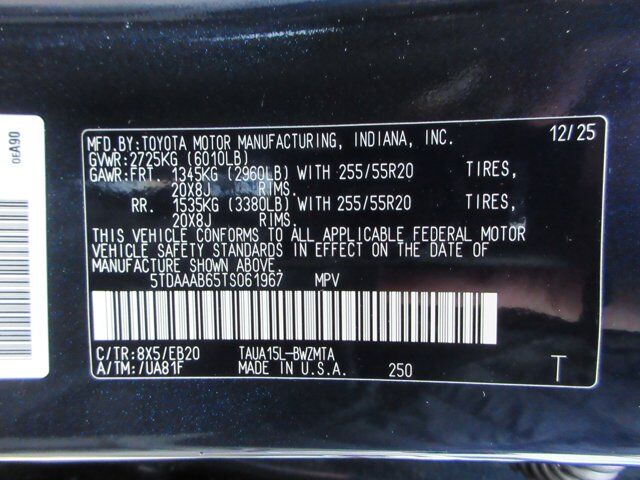 MFD.BY:TOYOTA MOTOR MANUFACTURING, INDIANA, INC. 12/25
GVWR:2725KG (6010LB)
GAWR:FRT. 1345KG (2960LB) WITH 255/55R20 TIRES,
20X8J RIMS.
RR. 1535KG (3380LB) WITH 255/55R20 TIRES,
20X8J RIMS.
THIS VEHICLE CONFORMS TO ALL APPLICABLE FEDERAL MOTOR
VEHICLE SAFETY STANDARDS IN EFFECT ON THE DATE OF
MANUFACTURE SHOWN ABOVE.
5TDAAAB65TS061967 MPV
C/TR:8X5/EB20 TAUA15L-BWZMTA
A/TM:/UA81F MADE IN U.S.A. 250 T
0EA90